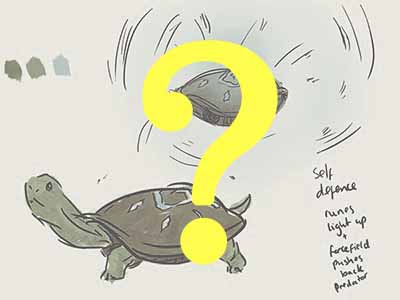 ?
self
defence
runes
light up
+
forcefield
pushes
back
predator